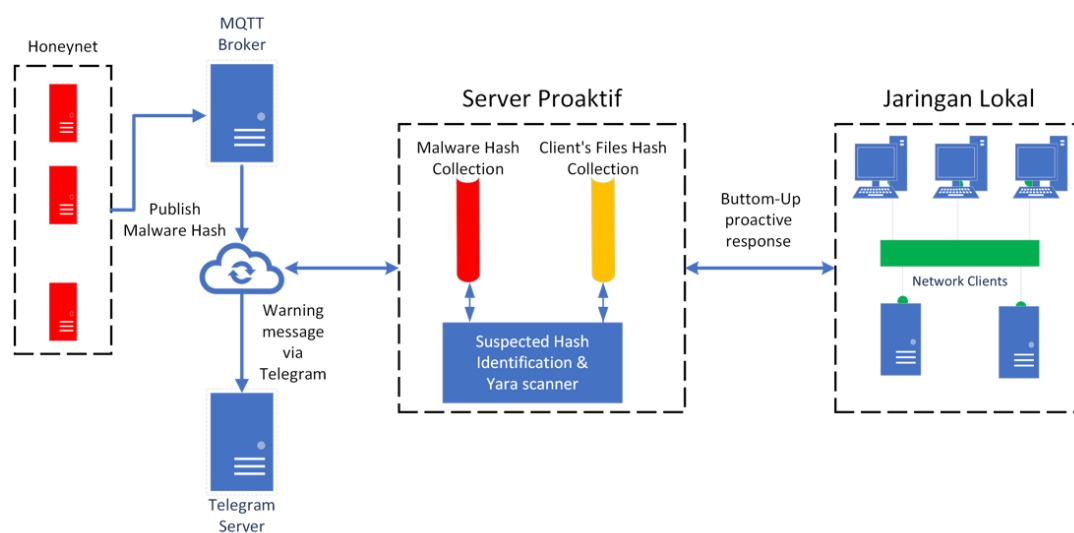 Honeynet
MQTT
Broker
Publish
Malware Hash
Warning
message
via
Telegram
Telegram
Server
Server Proaktif
Malware Hash
Collection
Client's Files Hash
Collection
Suspected Hash
Identification &
Yara scanner
Buttom-Up
proactive
response
Jaringan Lokal
Network Clients